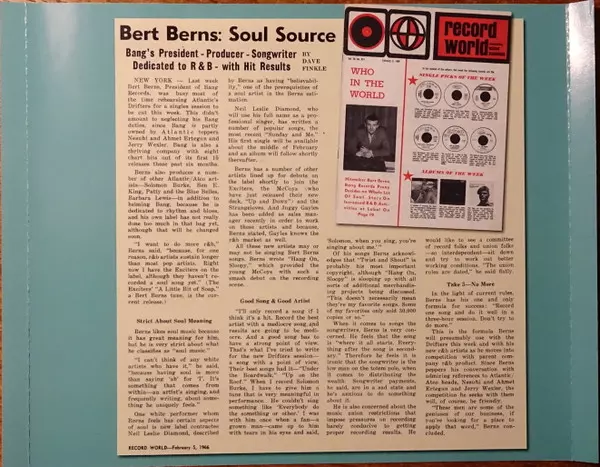 Bert Berns: Soul Source
Bang's President - Producer - Songwriter
Dedicated to R & B - with Hit Results
BY
DAVE
FINKLE
NEW YORK — Last week
Bert Berns, President of Bang
Records, was busy most of
the time rehearsing Atlantic's
Drifters for a singles session to
be cut this week. This didn't
amount to neglecting his Bang
duties, since Bang is partly
owned by Atlantic toppers
Nesuhi and Ahmet Ertegun and
Jerry Wexler. Bang is also a
thriving company with eight
chart hits out of its first 10
releases these past six months.
Berns also produces a num-
ber of other Atlantic/Atco art-
ists—Solomon Burke, Ben E.
King, Patty and the Blue Belles,
Barbara Lewis—in addition to
helming Bang, because he is
dedicated to rhythm and blues,
and his own label has not really
done too much in that bag yet,
although that will be changed
soon.
"I want to do more r&b,"
Berns said, "because, for one
reason, r&b artists sustain longer
than most pop artists. Right
now I have the Exciters on the
label, although they haven't re-
corded a soul song yet." (The
Exciters' "A Little Bit of Soap,"
a Bert Berns tune, is the cur-
rent release.)
Strict About Soul Meaning
Berns likes soul music because
it has great meaning for him,
but he is very strict about what
he classifies as "soul music."
"I can't think of any white
artists who have it," he said,
"because having soul is more
than saying 'uh' for 'I'. It's
something that comes from
within—an artist's singing, and
frequently writing, about some-
thing he uniquely feels."
One white performer whom
Berns feels has certain aspects
of soul is new label contractee
Neil Leslie Diamond, described
by Berns as having "believabil-
ity," one of the prerequisites of
a soul artist in the Berns esti-
mation.
Neil Leslie Diamond, who
will use his full name as a pro-
fessional singer, has written a
number of popular songs, the
most recent "Sunday and Me."
His first single will be available
about the middle of February
and an album will follow shortly
thereafter.
Berns has a number of other
artists lined up for debuts on
the label shortly to join the
Exciters, the McCoys (who
have just released their new
deck, "Up and Down") and the
Strangeloves. And Juggy Gayles
has been added as sales man-
ager recently in order to work
on these artists and, because,
Berns stated, Gayles knows the
r&b market as well.
All these new artists may or
may not be singing Bert Berns
songs. Berns wrote "Hang On,
Sloopy," which provided the
young McCoys with such a
smash debut on the recording
scene.
Good Song & Good Artist
"I'll only record a song if I
think it's a hit. Record the best
artist with a mediocre song and
results are going to be medi-
ocre. And a good song has to
have a strong point of view.
That's what I've tried to write
for the new Drifters session—
a song with a point of view.
Their best songs had it—'Under
the Boardwalk,' 'Up on the
Roof.' When I record Solomon
Burke, I have to give him a
tune that is very meaningful in
performance. He couldn't sing
something like 'Everybody do
the something or other.' I was
with him once when a fan—a
grown man—came up to him
with tears in his eyes and said,
'Solomon, when you sing, you're
singing about me.'"
Of his songs Berns acknowl-
edges that "Twist and Shout" is
probably his most important
copyright, although "Hang On,
Sloopy" is stepping up with all
sorts of additional merchandis-
ing projects being discussed.
"This doesn't necessarily mean
they're my favorite songs. Some
of my favorites only sold 50,000
copies or so."
When it comes to songs the
songwriters, Berns is very con-
cerned. He feels that the song
is "where it all starts. Every-
thing after the song is second-
ary." Therefore he feels it is
ironic that the songwriter is the
low man on the totem pole, when
it comes to distributing the
wealth. Songwriter payments,
he said, are in a sad state and
he's anxious to do something
about it.
He is also concerned about the
music union restrictions that
impose pressures on recording
barely conducive to getting
proper recording results. He
would like to see a committee
of record folks and union folks
—so interdependent—sit down
and try to work out better
working conditions. "Present
rules are dated," he said flatly.
Take 5—No More
In the light of current rules,
Berns has his one and only
formula for success: "Record
one song and do it well in a
three-hour session. Don't try to
do more."
This is the formula Berns
will presumably use with the
Drifters this week and with his
new r&b artists as he moves into
competition with parent com-
pany r&b product. Since Berns
peppers his conversation with
admiring references to Atlantic/
Atco heads, Nesuhi and Ahmet
Ertegun and Jerry Wexler, the
competition he seeks with them
will, of course, be friendly.
"These men are some of the
geniuses of our business, if
you're looking for a place to
apply that word," Berns con-
cluded.
RECORD WORLD—February 5, 1966
record
world
WHO
IN THE
WORLD
SINGLE PICKS OF THE WEEK
ALBUMS OF THE WEEK